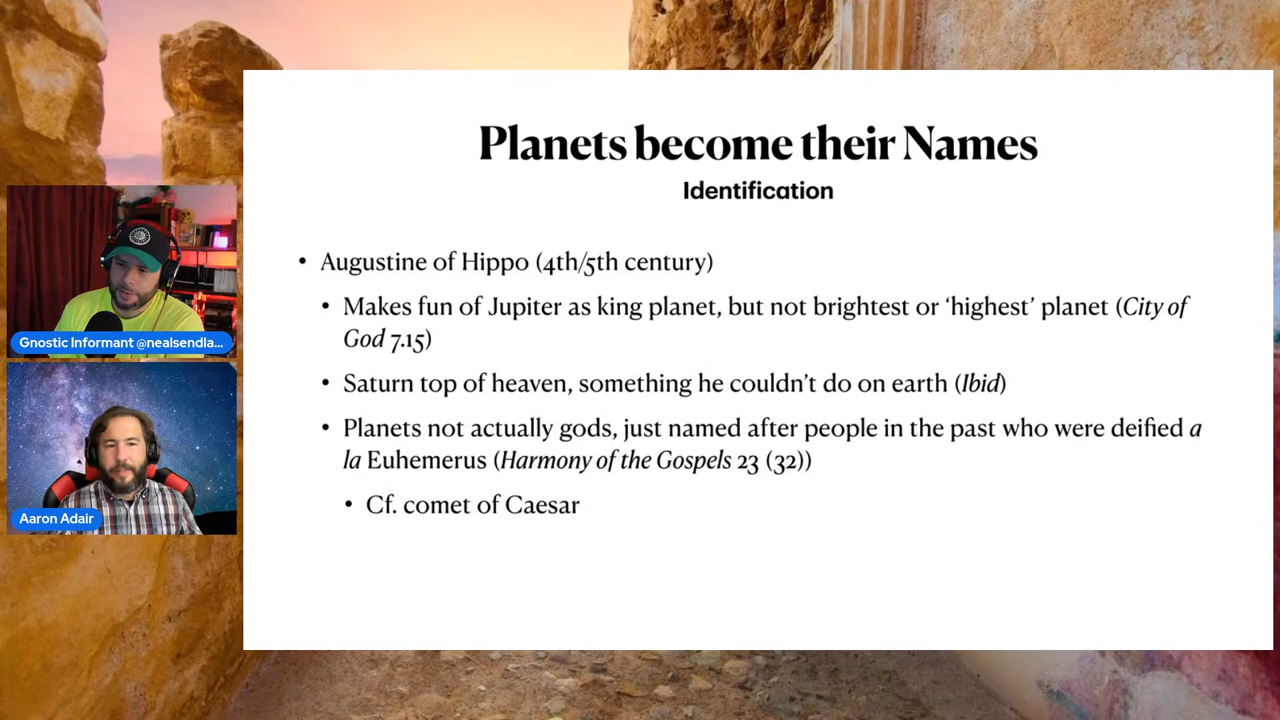 Planets become their Names
Identification
• Augustine of Hippo (4th/5th century)
• Makes fun of Jupiter as king planet, but not brightest or ‘highest’ planet (City of
God 7.15)
• Saturn top of heaven, something he couldn’t do on earth (Ibid)
• Planets not actually gods, just named after people in the past who were deified a
la Euhemerus (Harmony of the Gospels 23 (32))
• Cf. comet of Caesar
Gnostic Informant @nealsendla...
Aaron Adair